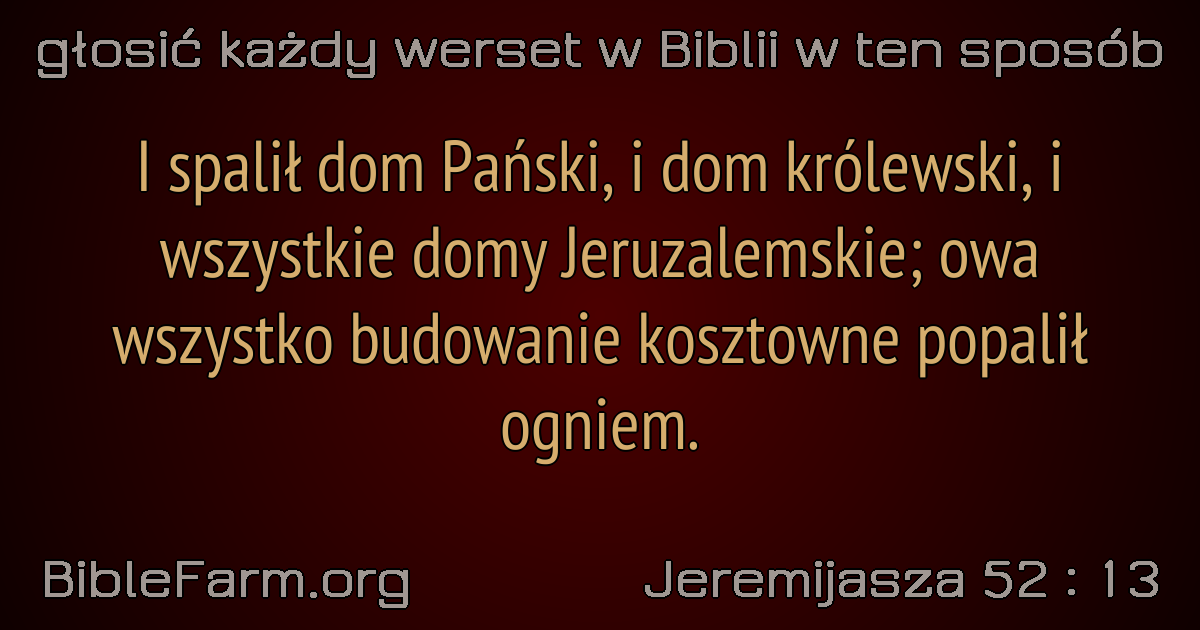 głosić każdy werset w Biblii w ten sposób
I spalił dom Pański, i dom królewski, i
wszystkie domy Jeruzalemskie; owa
wszystko budowanie kosztowne popalił
ogniem.
BibleFarm.org
Jeremijasza 52 : 13